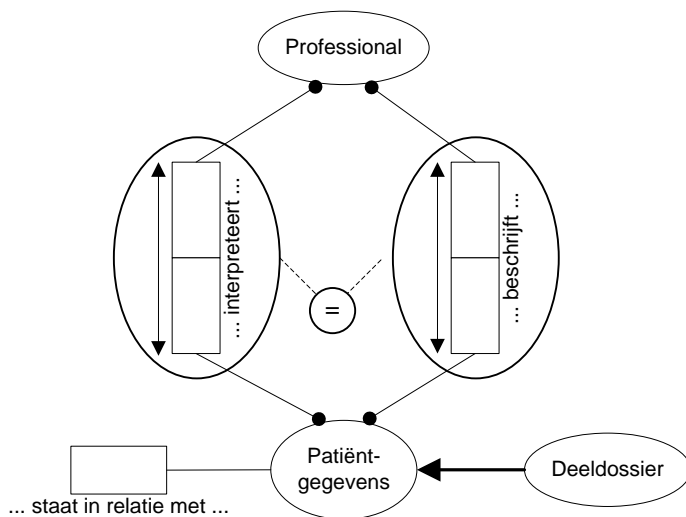 Professional
... interpreteert ...
... beschrijft ...
=
Patiënt-
gegevens
Deeldossier
... staat in relatie met ...